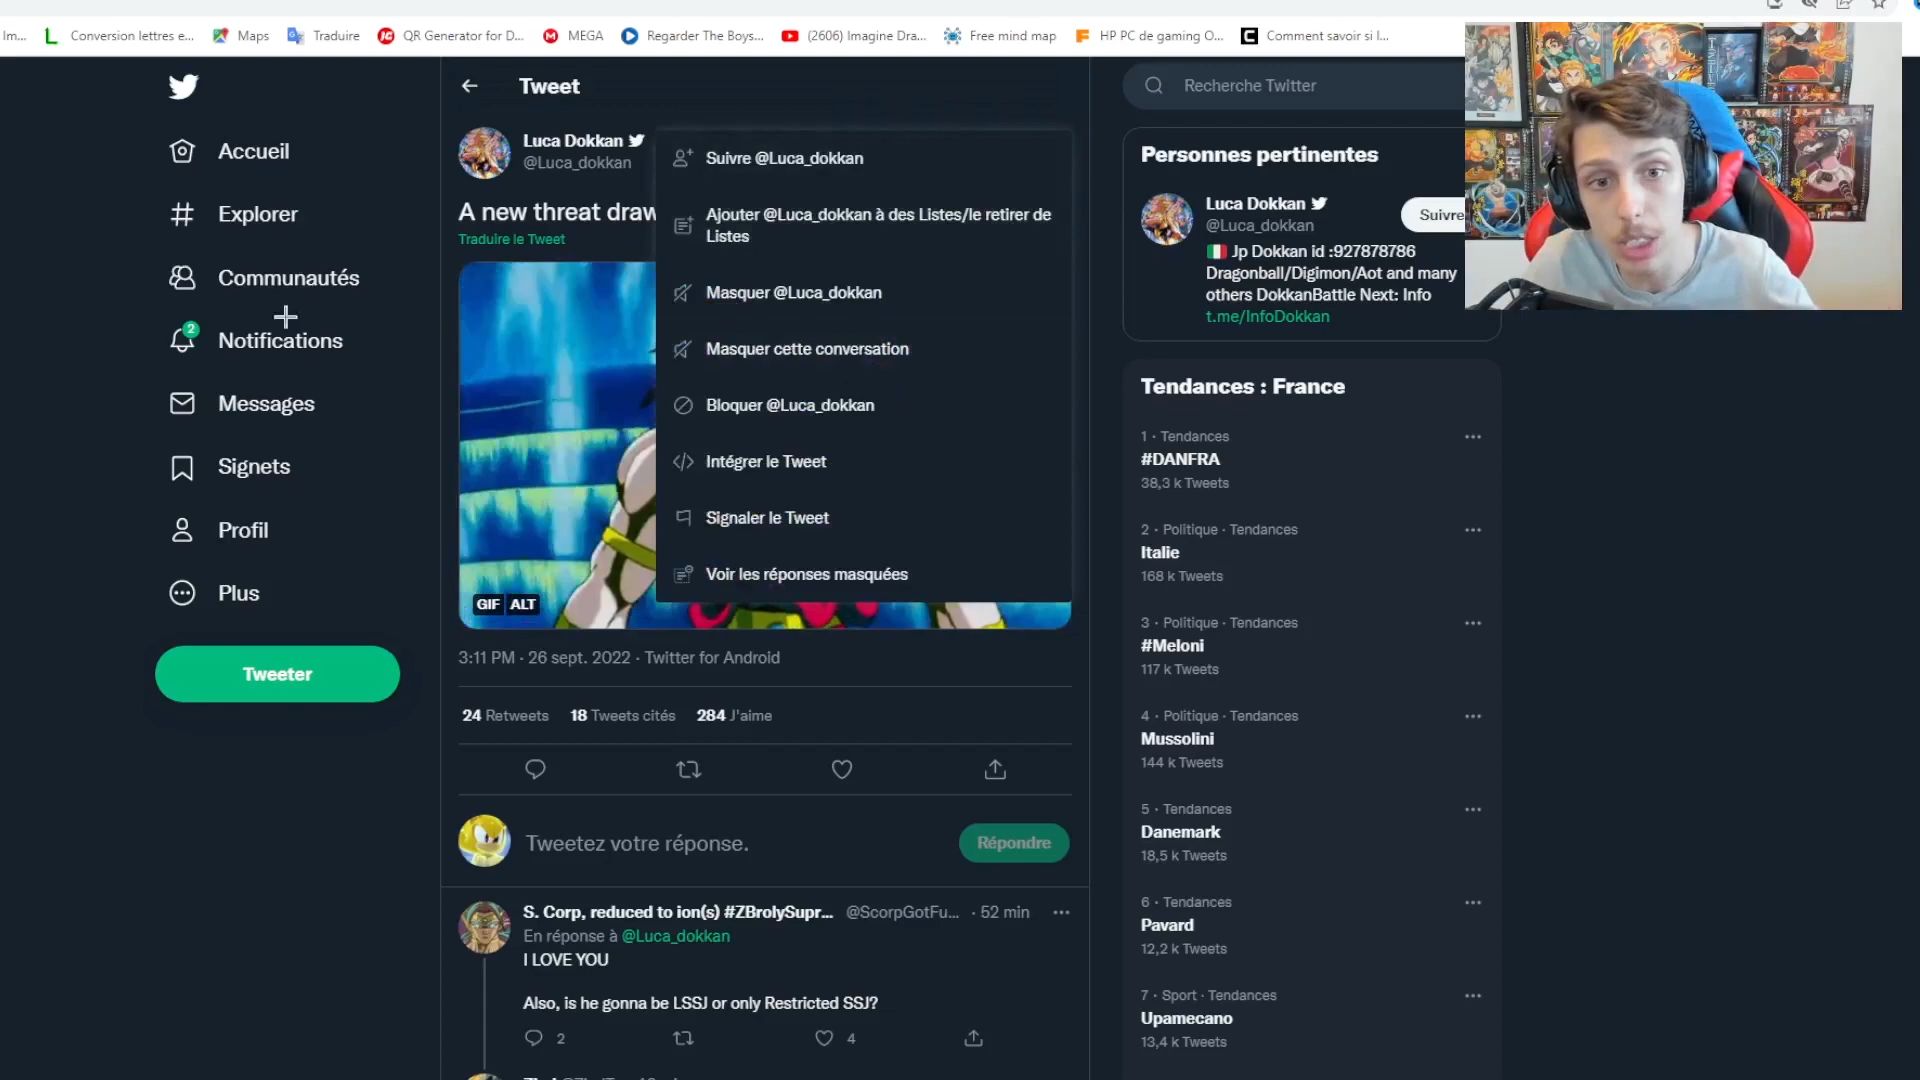 Im...
Conversion lettres e...
Maps
Traduire
QR Generator for D...
MEGA
Regarder The Boys...
(2606) Imagine Dra...
Free mind map
HP PC de gaming O...
Comment savoir si l...
Accueil
Explorer
Communautés
2
Notifications
Messages
Signets
Profil
Plus
Tweeter
Tweet
Luca Dokkan
@Luca_dokkan
A new threat draw
Traduire le Tweet
Suivre @Luca_dokkan
Ajouter @Luca_dokkan à des Listes/le retirer de
Listes
Masquer @Luca_dokkan
Masquer cette conversation
Bloquer @Luca_dokkan
Intégrer le Tweet
Signaler le Tweet
Voir les réponses masquées
GIF ALT
3:11 PM · 26 sept. 2022 · Twitter for Android
24 Retweets 18 Tweets cités 284 J'aime
Tweetez votre réponse.
Répondre
S. Corp, reduced to ion(s) #ZBrolySupr... @ScorpGotFu... · 52 min
En réponse à @Luca_dokkan
I LOVE YOU
Also, is he gonna be LSSJ or only Restricted SSJ?
2
4
Recherche Twitter
Personnes pertinentes
Luca Dokkan
@Luca_dokkan
Suivre
Jp Dokkan id :927878786
Dragonball/Digimon/Aot and many
others DokkanBattle Next: Info
t.me/InfoDokkan
Tendances : France
1 · Tendances
#DANFRA
38,3 k Tweets
2 · Politique · Tendances
Italie
168 k Tweets
3 · Politique · Tendances
#Meloni
117 k Tweets
4 · Politique · Tendances
Mussolini
144 k Tweets
5 · Tendances
Danemark
18,5 k Tweets
6 · Tendances
Pavard
12,2 k Tweets
7 · Sport · Tendances
Upamecano
13,4 k Tweets